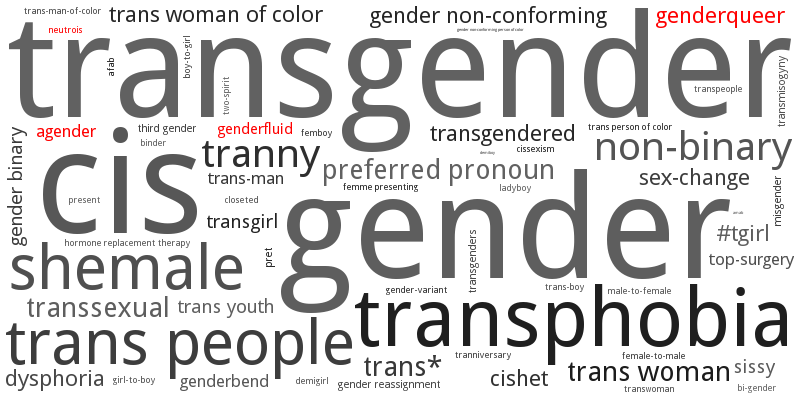 trans-man-of-color
trans woman of color
gender non-conforming
genderqueer
neutrois
transgender
gender non conforming person of color
afab
boy-to-girl
two-spirit
transpeople
transmisogyny
agender
third gender
genderfluid
femboy
transgendered
trans person of color
binder
cissexism
non-binary
gender binary
cis
tranny
demiboy
preferred pronoun
trans-man
sex-change
femme presenting
ladyboy
misgender
present
closeted
gender
transgirl
#tgirl
hormone replacement therapy
pret
transgenders
shemale
top-surgery
gender-variant
trans-boy
male-to-female
transsexual
trans youth
transphobia
trans people
tranniversary
female-to-male
trans*
trans woman
sissy
dysphoria
girl-to-boy
genderbend
demigirl
gender reassignment
cishet
transwoman
bi-gender